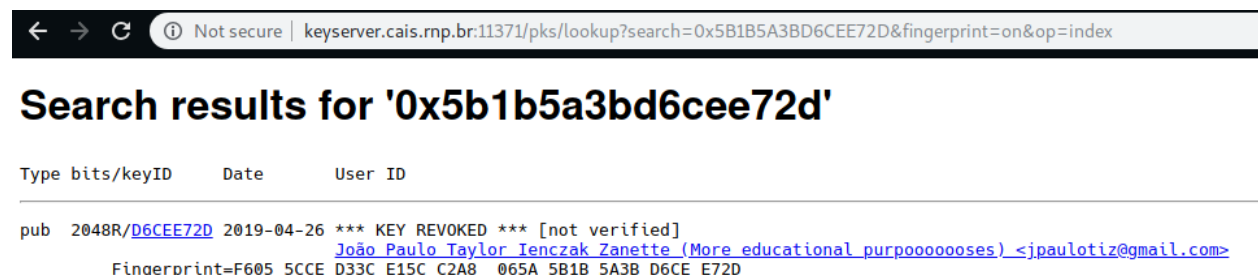 Not secure | keyserver.cais.rnp.br:11371/pks/lookup?search=0x5B1B5A3BD6CEE72D&fingerprint=on&op=index
Search results for '0x5b1b5a3bd6cee72d'
Type bits/keyID Date User ID
pub 2048R/D6CEE72D 2019-04-26 *** KEY REVOKED *** [not verified]
João Paulo Taylor Ienczak Zanette (More educational purpooooooses) <jpaulotiz@gmail.com>
Fingerprint=F605 5CCE D33C E15C C2A8 065A 5B1B 5A3B D6CE E72D